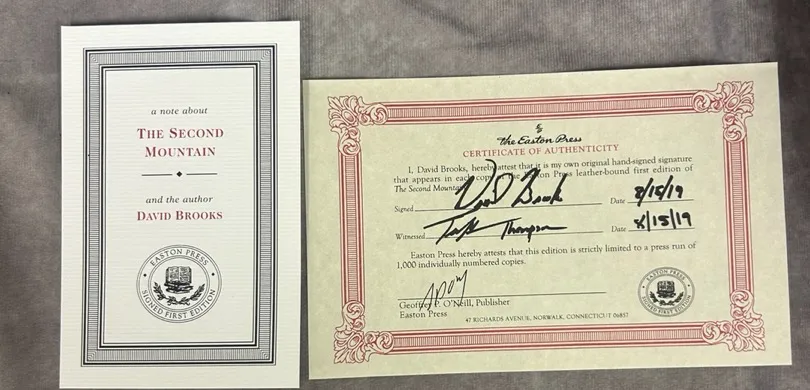 a note about
THE SECOND
MOUNTAIN
and the author
DAVID BROOKS
EASTON PRESS
SIGNED FIRST EDITION
the Easton Press
CERTIFICATE OF AUTHENTICITY
I, David Brooks, hereby attest that it is my own original hand-signed signature
that appears in each copy Easton Press leather-bound first edition of
The Second Mountain
Signed David Brooks Date 8/15/19
Witnessed Thompson Date 8/15/19
Easton Press hereby attests that this edition is strictly limited to a press run of
1,000 individually numbered copies.
Geoffrey P. O'Neill, Publisher
Easton Press
47 RICHARDS AVENUE, NORWALK, CONNECTICUT 06857
EASTON PRESS
SIGNED FIRST EDITION